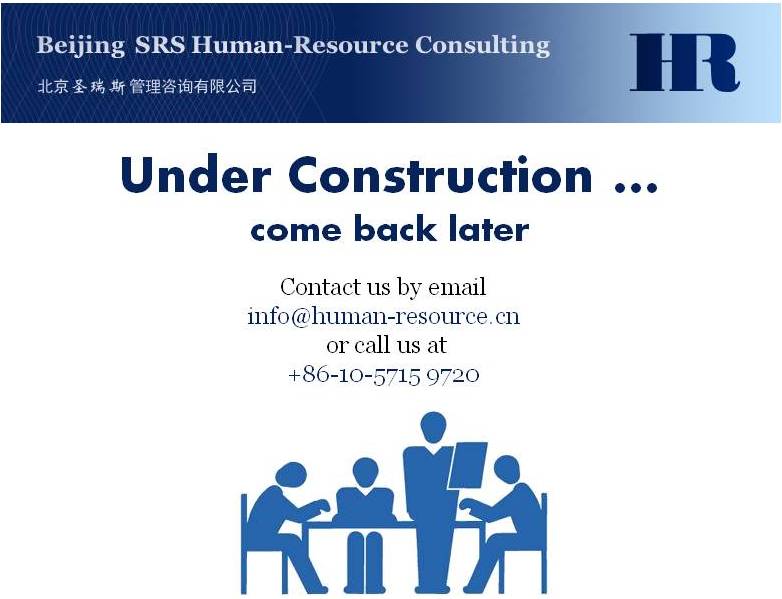 Beijing SRS Human-Resource Consulting
北京圣瑞斯管理咨询有限公司
HR
Under Construction ...
come back later
Contact us by email
info@human-resource.cn
or call us at
+86-10-5715 9720